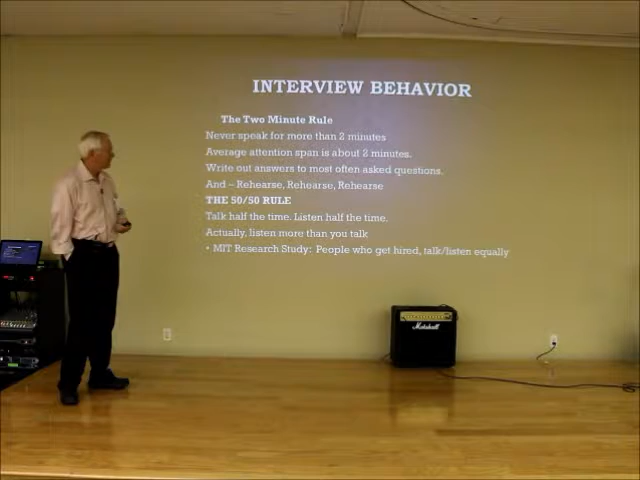 INTERVIEW BEHAVIOR
The Two Minute Rule
Never speak for more than 2 minutes
Average attention span is about 2 minutes.
Write out answers to most often asked questions.
And – Rehearse, Rehearse, Rehearse
THE 50/50 RULE
Talk half the time. Listen half the time.
Actually, listen more than you talk
• MIT Research Study: People who get hired, talk/listen equally
Marshall